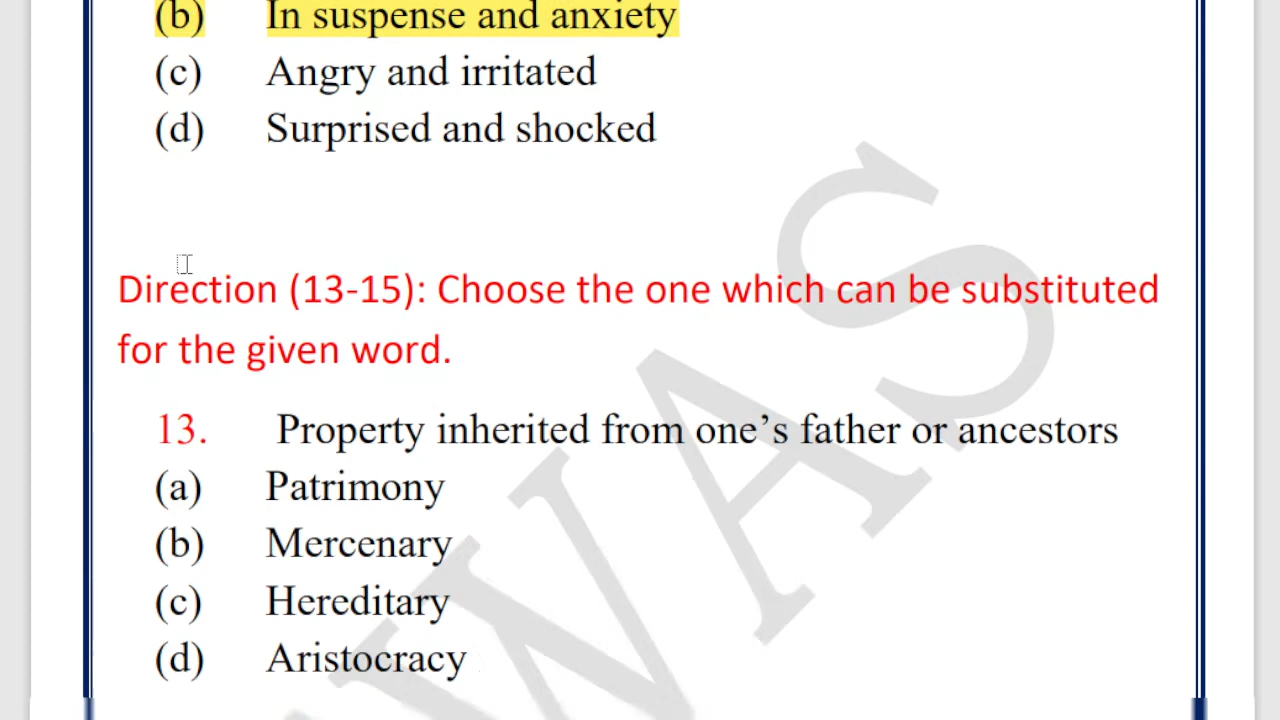 (b) In suspense and anxiety
(c) Angry and irritated
(d) Surprised and shocked
Direction (13-15): Choose the one which can be substituted
for the given word.
13. Property inherited from one’s father or ancestors
(a) Patrimony
(b) Mercenary
(c) Hereditary
(d) Aristocracy
WAS